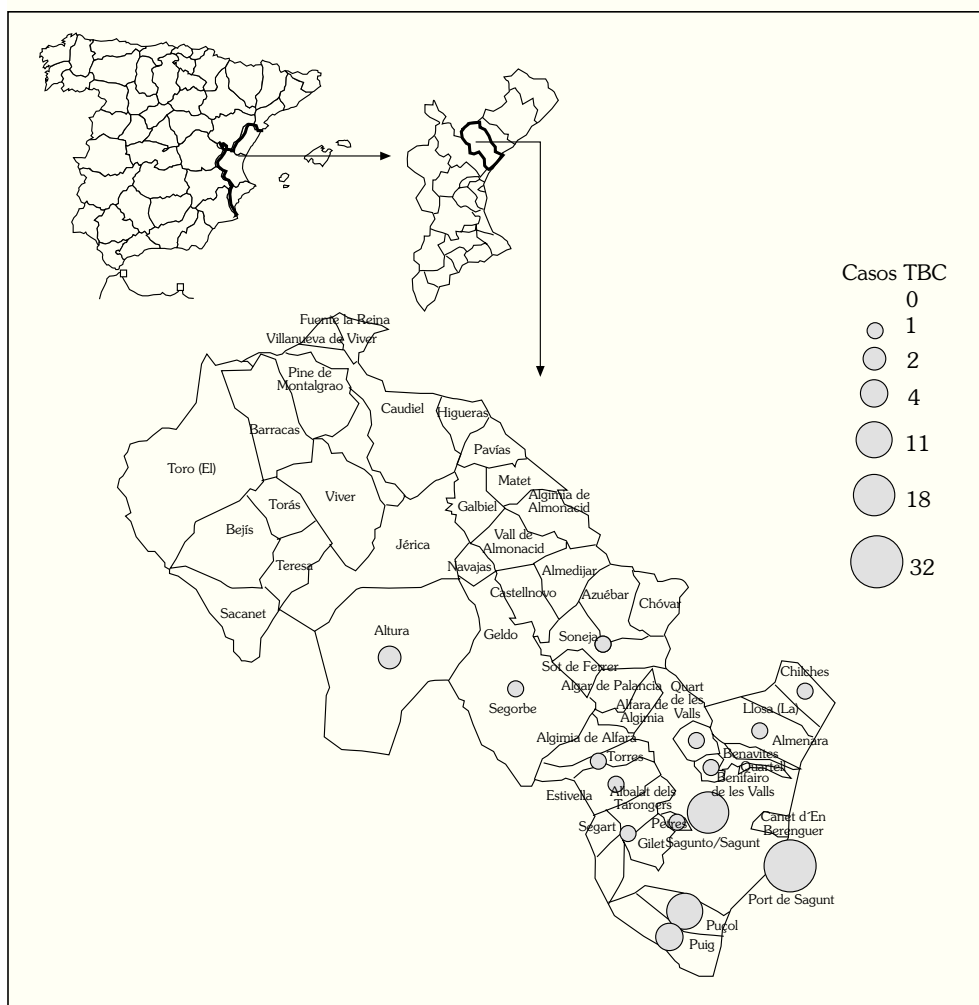 Casos TBC
0
1
2
4
11
18
32
Fuente la Reina
Villanueva de Viver
Pine de
Montalgrao
Caudiel
Higueras
Barracas
Pavías
Toro (El)
Matet
Viver
Algimia de
Almonacid
Torás
Galbiel
Bejís
Vall de
Almonacid
Jérica
Teresa
Navajas
Almedijar
Castellnovo
Azuébar
Chóvar
Sacanet
Altura
Geldo
Soneja
Sot de Ferrer
Chilches
Algar de Palancia
Quart
de les
Valls
Segorbe
Alfara de
Algimia
Llosa (La)
Algimia de Alfara
Almenara
Benavites
Torres
Quartell
Benifairo
de les Valls
Estivella
Albalat dels
Tarongers
Canet d´En
Berenguer
Segart
Petres
Gilet
Sagunto/Sagunt
Port de Sagunt
Puçol
Puig